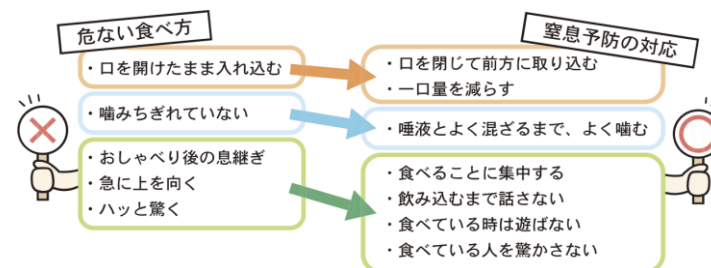 危ない食べ方
窒息予防の対応
・口を開けたまま入れ込む
・口を閉じて前方に取り込む
・一口量を減らす
・噛みちぎれていない
・唾液とよく混ざるまで、よく噛む
・おしゃべり後の息継ぎ
・急に上を向く
・ハッと驚く
・食べることに集中する
・飲み込むまで話さない
・食べている時は遊ばない
・食べている人を驚かさない